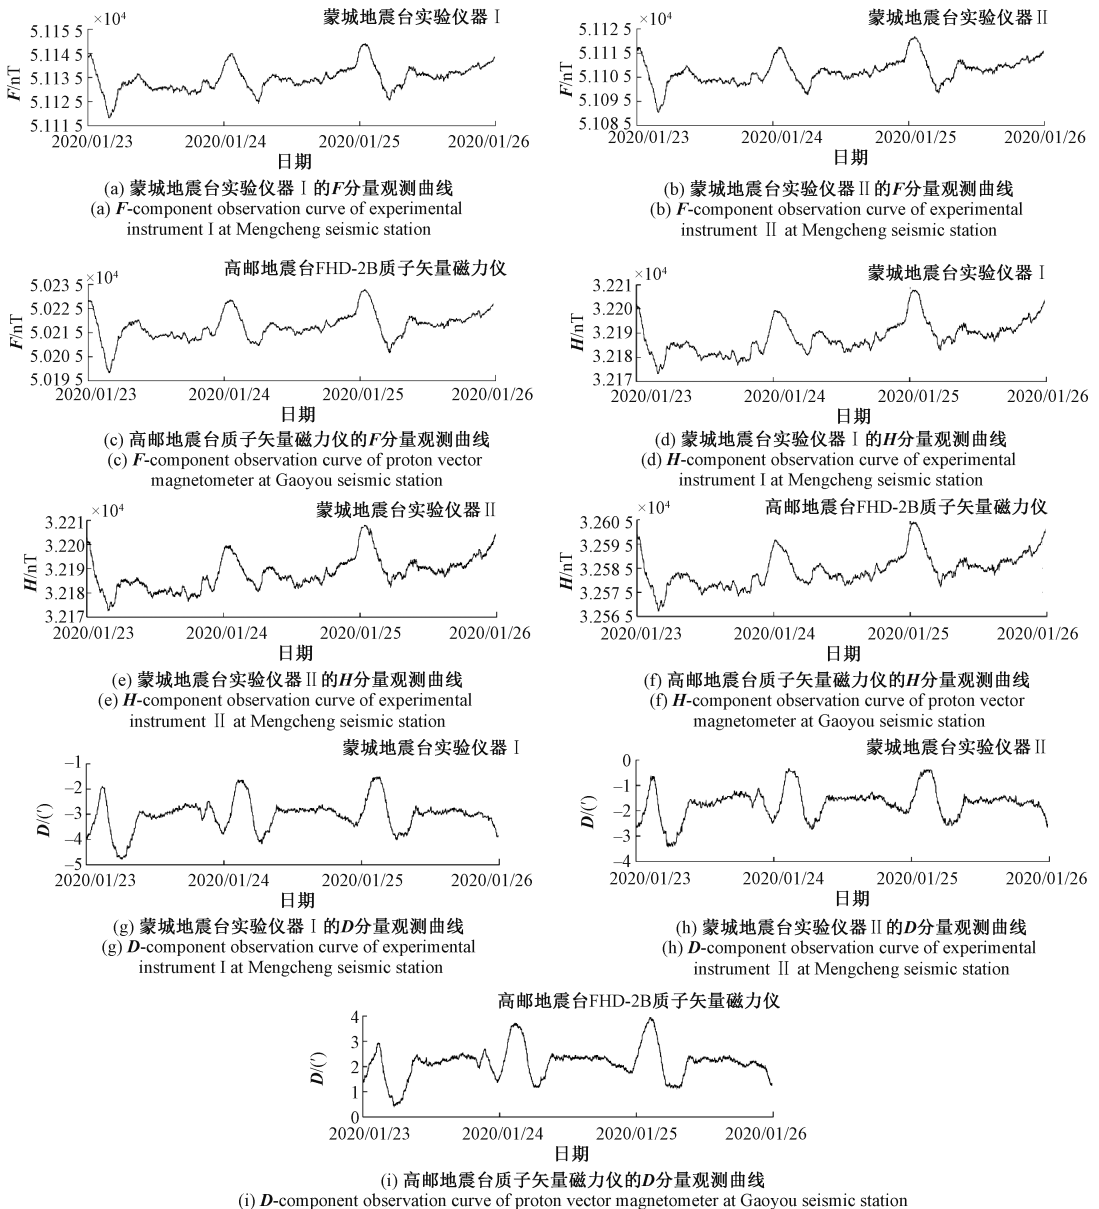 ×10⁴
蒙城地震台实验仪器Ⅰ
5.115 5
5.114 5
5.113 5
5.112 5
5.111 5
F/nT
2020/01/23
2020/01/24
2020/01/25
2020/01/26
日期
(a) 蒙城地震台实验仪器Ⅰ的F分量观测曲线
(a) F-component observation curve of experimental
instrument I at Mengcheng seismic station
×10⁴
蒙城地震台实验仪器Ⅱ
5.112 5
5.111 5
5.110 5
5.109 5
5.108 5
F/nT
2020/01/23
2020/01/24
2020/01/25
2020/01/26
日期
(b) 蒙城地震台实验仪器Ⅱ的F分量观测曲线
(b) F-component observation curve of experimental
instrument Ⅱ at Mengcheng seismic station
高邮地震台FHD-2B质子矢量磁力仪
×10⁴
5.023 5
5.022 5
5.021 5
5.020 5
5.019 5
F/nT
2020/01/23
2020/01/24
2020/01/25
2020/01/26
日期
(c) 高邮地震台质子矢量磁力仪的F分量观测曲线
(c) F-component observation curve of proton vector
magnetometer at Gaoyou seismic station
×10⁴
蒙城地震台实验仪器Ⅰ
3.221
3.220
3.219
3.218
3.217
H/nT
2020/01/23
2020/01/24
2020/01/25
2020/01/26
日期
(d) 蒙城地震台实验仪器Ⅰ的H分量观测曲线
(d) H-component observation curve of experimental
instrument I at Mengcheng seismic station
×10⁴
蒙城地震台实验仪器Ⅱ
3.221
3.220
3.219
3.218
3.217
H/nT
2020/01/23
2020/01/24
2020/01/25
2020/01/26
日期
(e) 蒙城地震台实验仪器Ⅱ的H分量观测曲线
(e) H-component observation curve of experimental
instrument Ⅱ at Mengcheng seismic station
高邮地震台FHD-2B质子矢量磁力仪
×10⁴
3.260 5
3.259 5
3.258 5
3.257 5
3.256 5
H/nT
2020/01/23
2020/01/24
2020/01/25
2020/01/26
日期
(f) 高邮地震台质子矢量磁力仪的H分量观测曲线
(f) H-component observation curve of proton vector
magnetometer at Gaoyou seismic station
蒙城地震台实验仪器Ⅰ
−1
−2
−3
−4
−5
D/(′)
2020/01/23
2020/01/24
2020/01/25
2020/01/26
日期
(g) 蒙城地震台实验仪器Ⅰ的D分量观测曲线
(g) D-component observation curve of experimental
instrument I at Mengcheng seismic station
蒙城地震台实验仪器Ⅱ
0
−1
−2
−3
−4
D/(′)
2020/01/23
2020/01/24
2020/01/25
2020/01/26
日期
(h) 蒙城地震台实验仪器Ⅱ的D分量观测曲线
(h) D-component observation curve of experimental
instrument Ⅱ at Mengcheng seismic station
高邮地震台FHD-2B质子矢量磁力仪
4
3
2
1
0
D/(′)
2020/01/23
2020/01/24
2020/01/25
2020/01/26
日期
(i) 高邮地震台质子矢量磁力仪的D分量观测曲线
(i) D-component observation curve of proton vector magnetometer at Gaoyou seismic station